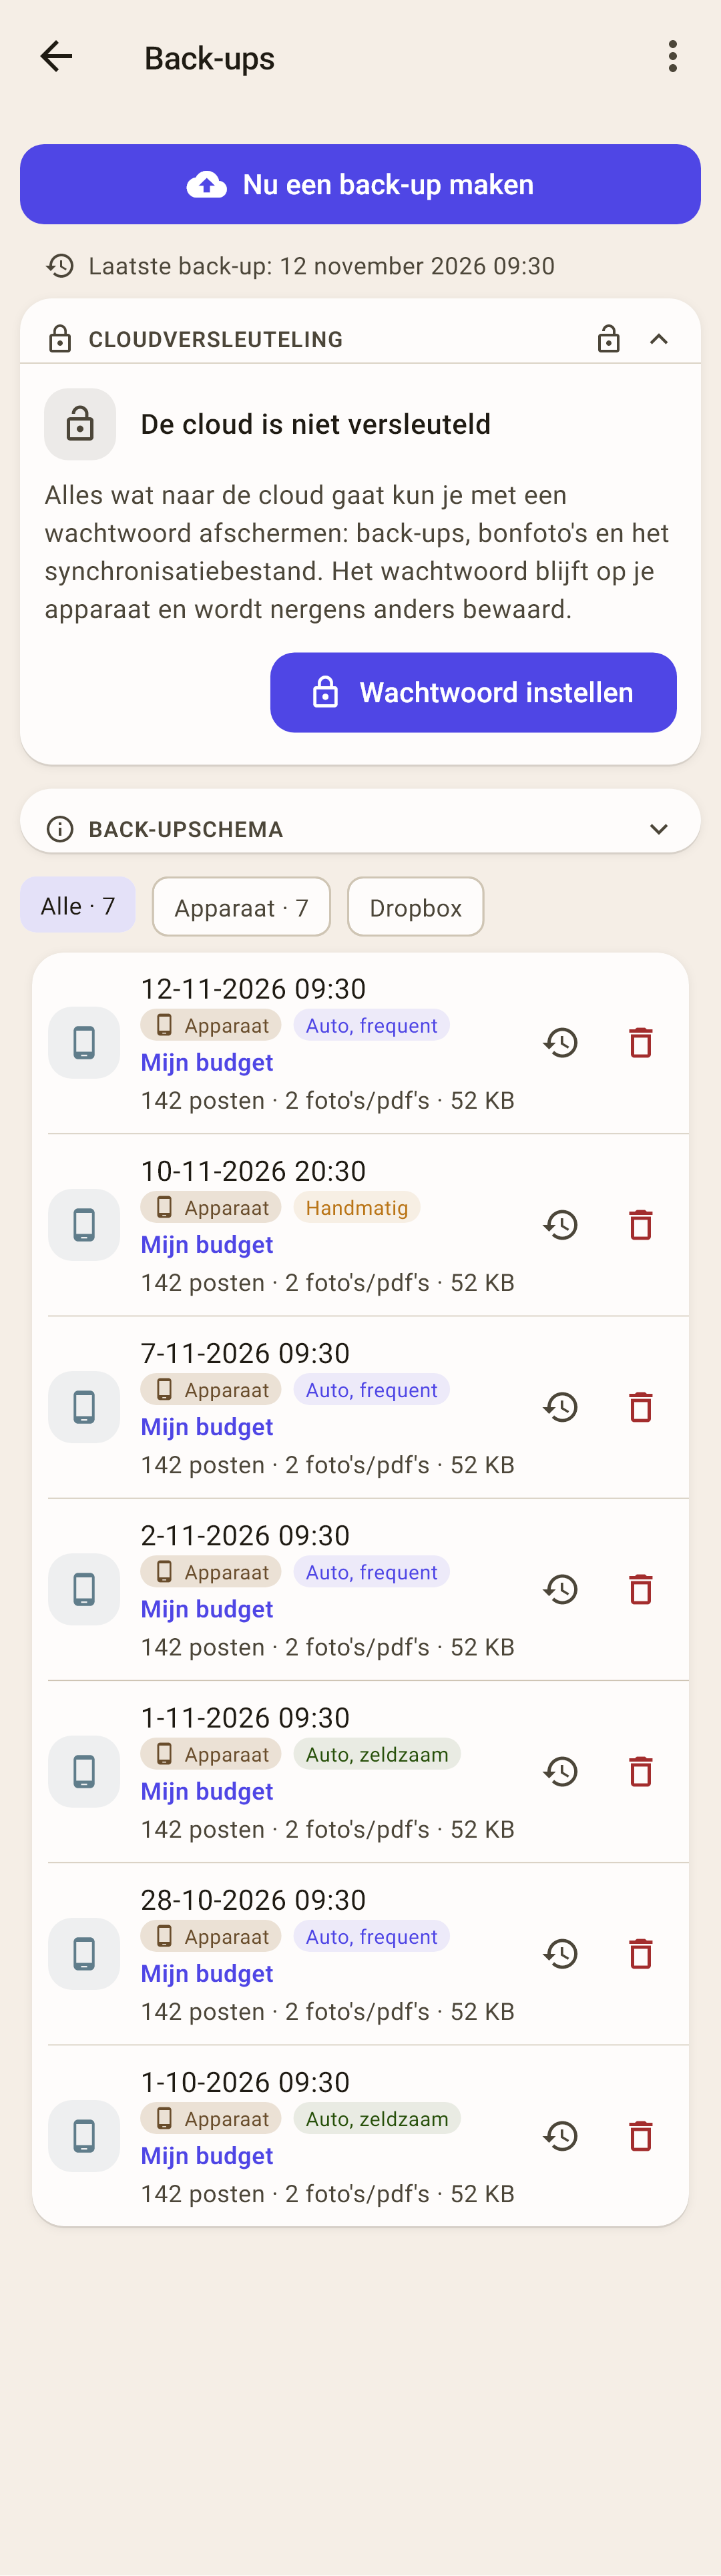 Back-ups
Nu een back-up maken
Laatste back-up: 12 november 2026 09:30
CLOUDVERSLEUTELING
De cloud is niet versleuteld
Alles wat naar de cloud gaat kun je met een
wachtwoord afschermen: back-ups, bonfoto's en het
synchronisatiebestand. Het wachtwoord blijft op je
apparaat en wordt nergens anders bewaard.
Wachtwoord instellen
BACK-UPSCHEMA
Alle · 7 Apparaat · 7 Dropbox
12-11-2026 09:30
Apparaat Auto, frequent
Mijn budget
142 posten · 2 foto's/pdf's · 52 KB
10-11-2026 20:30
Apparaat Handmatig
Mijn budget
142 posten · 2 foto's/pdf's · 52 KB
7-11-2026 09:30
Apparaat Auto, frequent
Mijn budget
142 posten · 2 foto's/pdf's · 52 KB
2-11-2026 09:30
Apparaat Auto, frequent
Mijn budget
142 posten · 2 foto's/pdf's · 52 KB
1-11-2026 09:30
Apparaat Auto, zeldzaam
Mijn budget
142 posten · 2 foto's/pdf's · 52 KB
28-10-2026 09:30
Apparaat Auto, frequent
Mijn budget
142 posten · 2 foto's/pdf's · 52 KB
1-10-2026 09:30
Apparaat Auto, zeldzaam
Mijn budget
142 posten · 2 foto's/pdf's · 52 KB